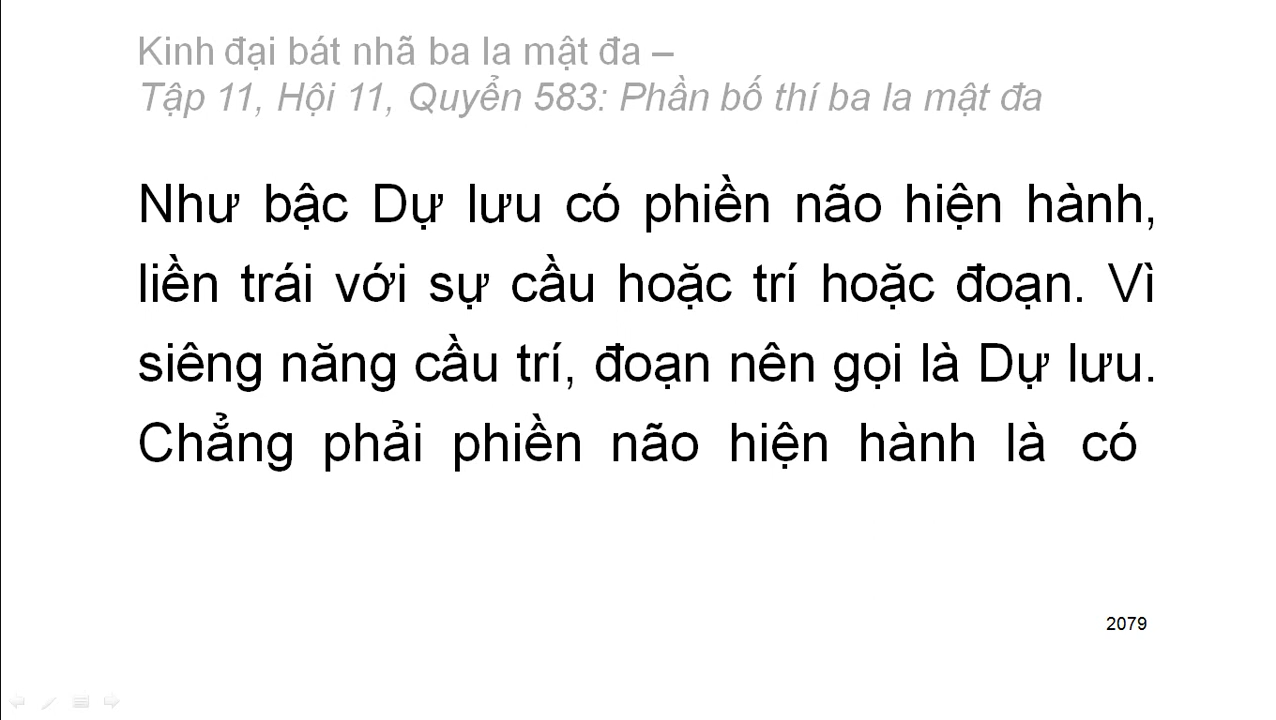 Kinh đại bát nhã ba la mật đa –
Tập 11, Hội 11, Quyển 583: Phần bố thí ba la mật đa
Như bậc Dự lưu có phiền não hiện hành,
liền trái với sự cầu hoặc trí hoặc đoạn. Vì
siêng năng cầu trí, đoạn nên gọi là Dự lưu.
Chẳng phải phiền não hiện hành là có
2079